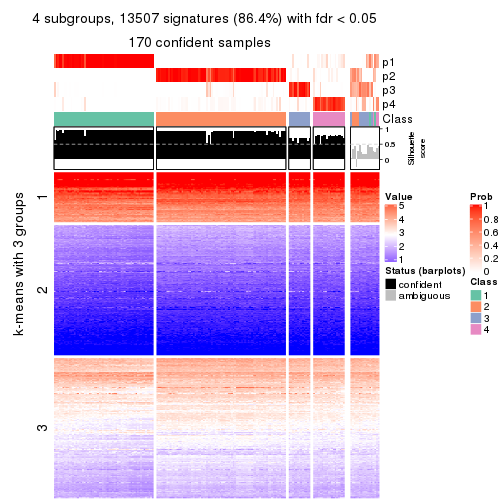 4 subgroups, 13507 signatures (86.4%) with fdr < 0.05
170 confident samples
p1
p2
p3
p4
Class
1
0.5
0
Silhouette
score
k-means with 3 groups
1
2
3
Value
5
4
3
2
1
Status (barplots)
confident
ambiguous
Prob
1
0.8
0.6
0.4
0.2
0
Class
1
2
3
4